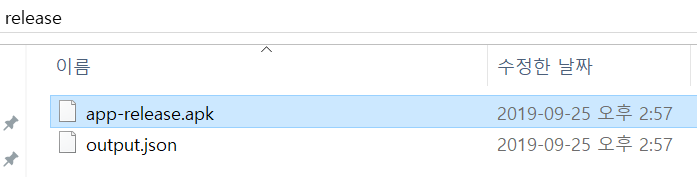 release
이름 수정한 날짜
app-release.apk 2019-09-25 오후 2:57
output.json 2019-09-25 오후 2:57